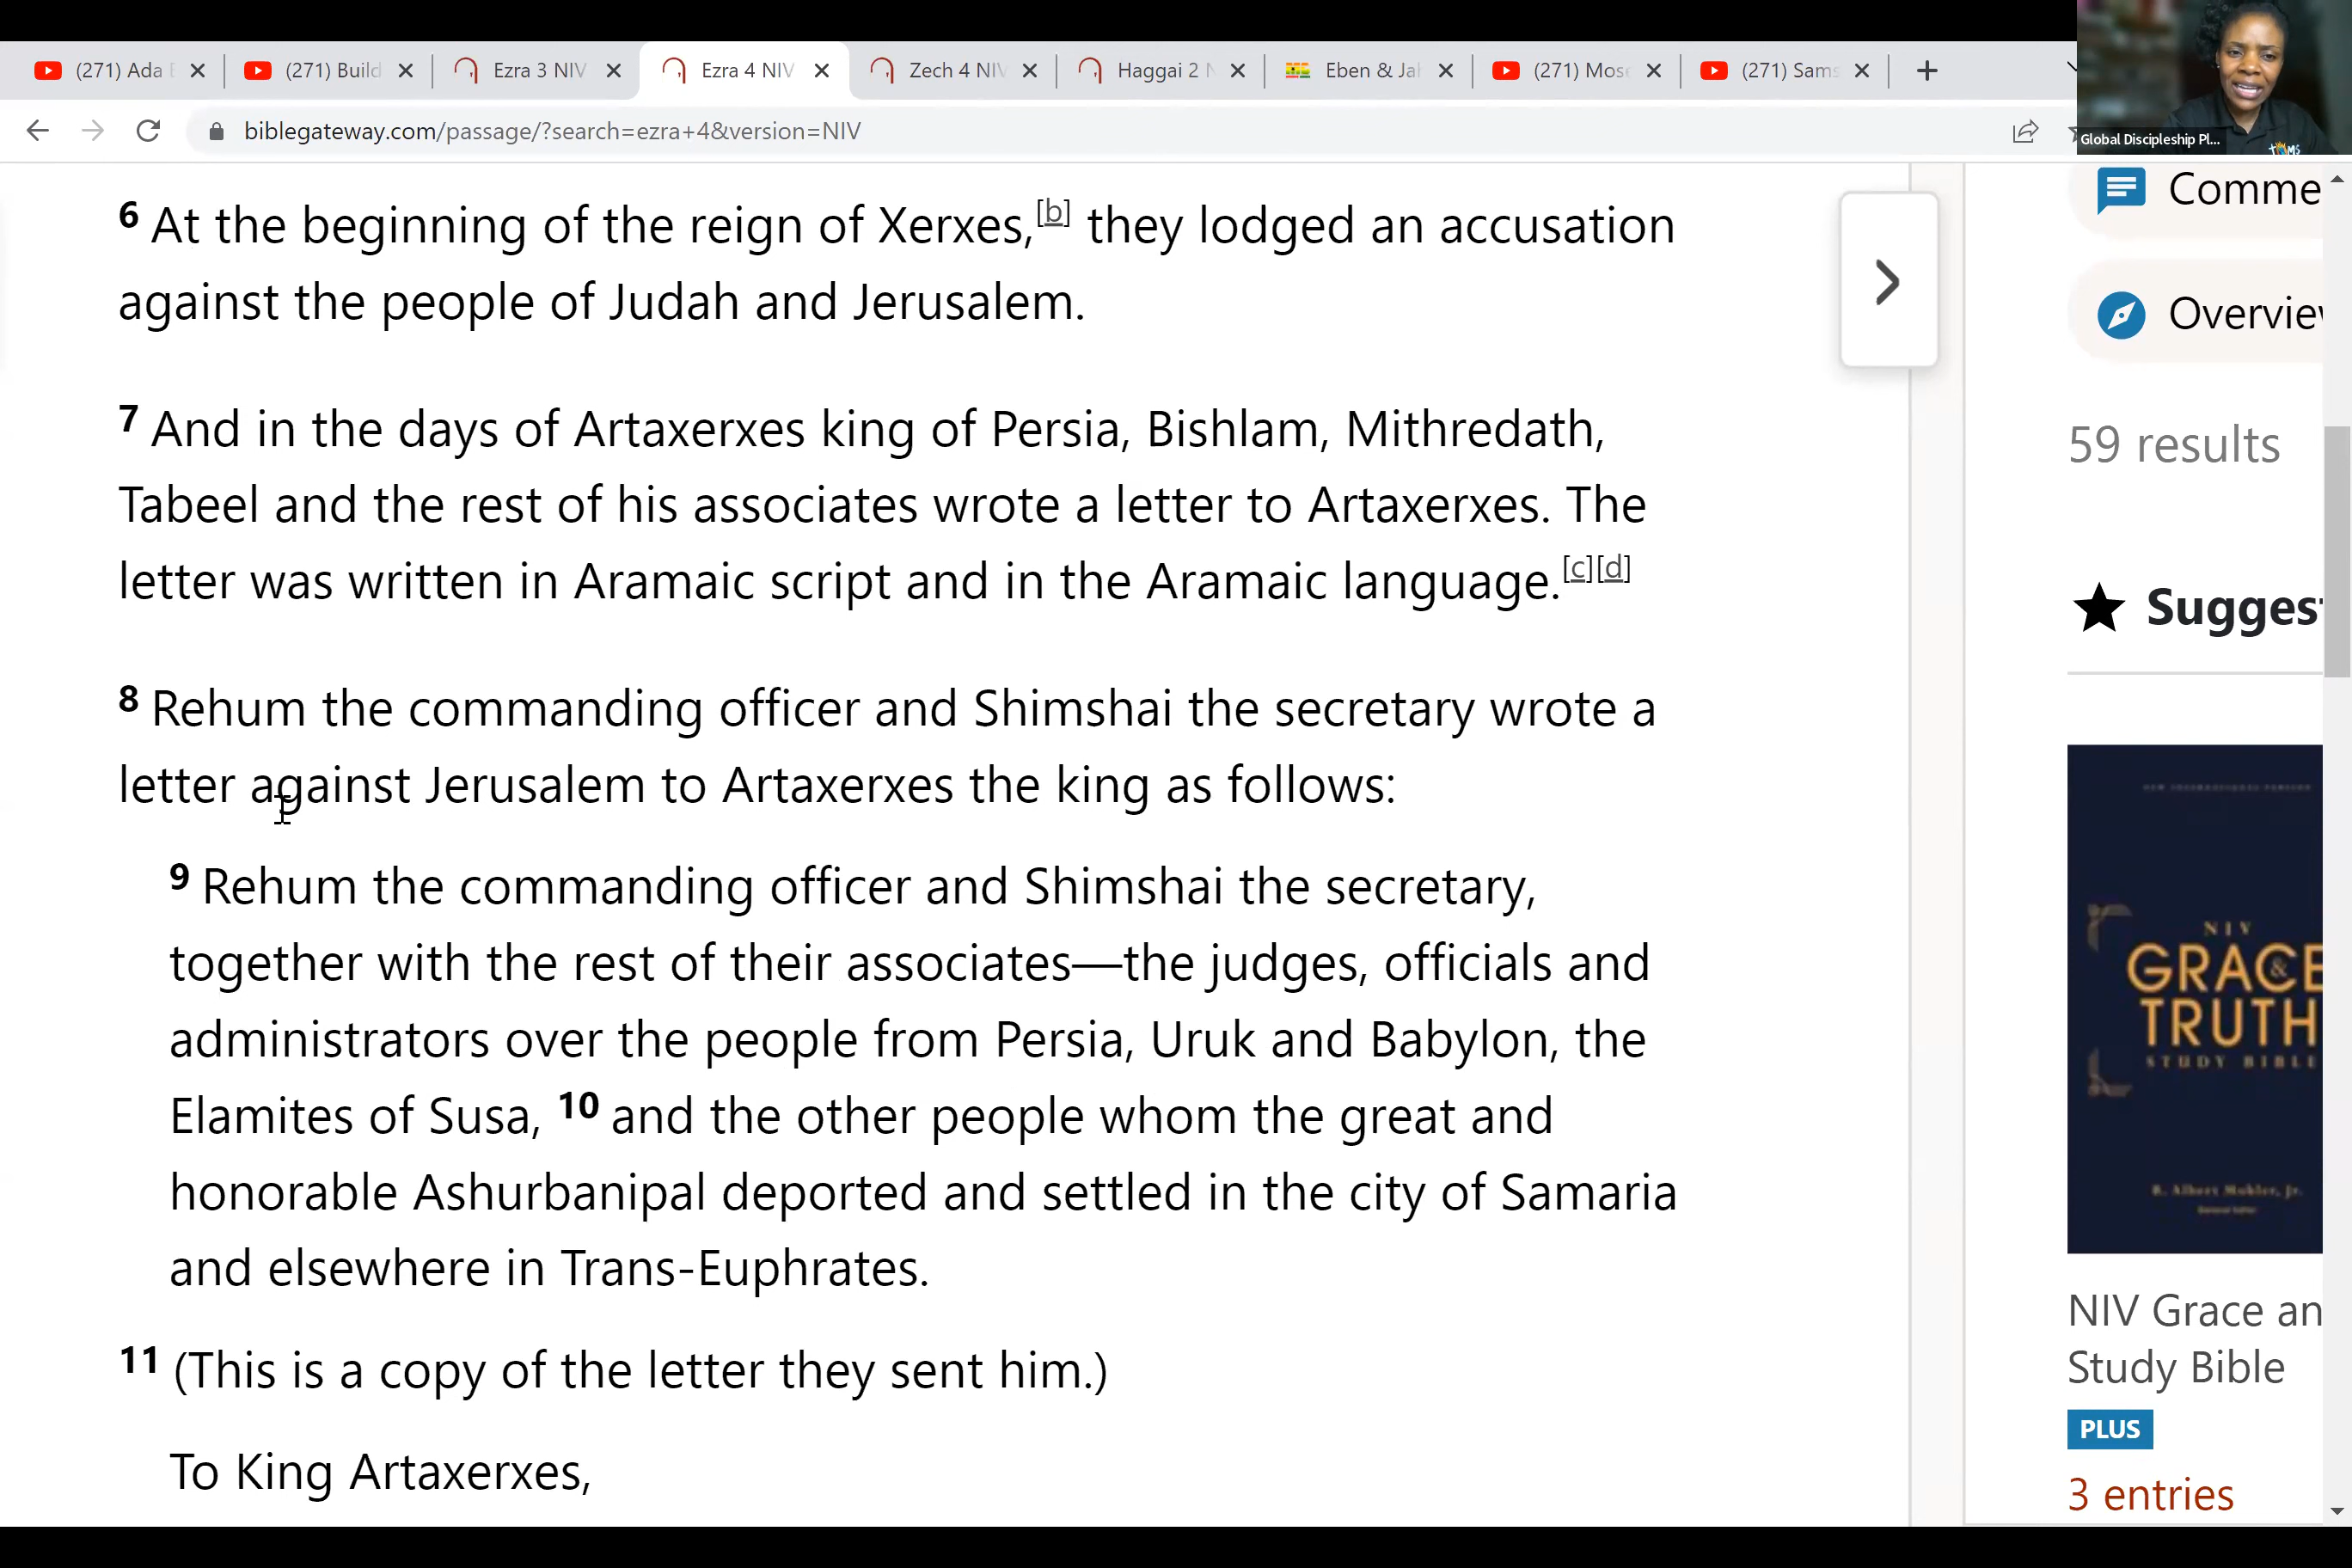 (271) Ada
(271) Build
Ezra 3 NIV
Ezra 4 NIV
Zech 4 NIV
Haggai 2 N
Eben & Jah
(271) Mose
(271) Sams
biblegateway.com/passage/?search=ezra+4&version=NIV
Global Discipleship Pl...
6 At the beginning of the reign of Xerxes,[b] they lodged an accusation
against the people of Judah and Jerusalem.
7 And in the days of Artaxerxes king of Persia, Bishlam, Mithredath,
Tabeel and the rest of his associates wrote a letter to Artaxerxes. The
letter was written in Aramaic script and in the Aramaic language.[c][d]
8 Rehum the commanding officer and Shimshai the secretary wrote a
letter against Jerusalem to Artaxerxes the king as follows:
9 Rehum the commanding officer and Shimshai the secretary,
together with the rest of their associates—the judges, officials and
administrators over the people from Persia, Uruk and Babylon, the
Elamites of Susa, 10 and the other people whom the great and
honorable Ashurbanipal deported and settled in the city of Samaria
and elsewhere in Trans-Euphrates.
11 (This is a copy of the letter they sent him.)
To King Artaxerxes,
Comme
Overvie
59 results
Sugges
NIV
GRACE
&
TRUTH
STUDY BIBLE
R. Albert Mohler, Jr.
NIV Grace an
Study Bible
PLUS
3 entries